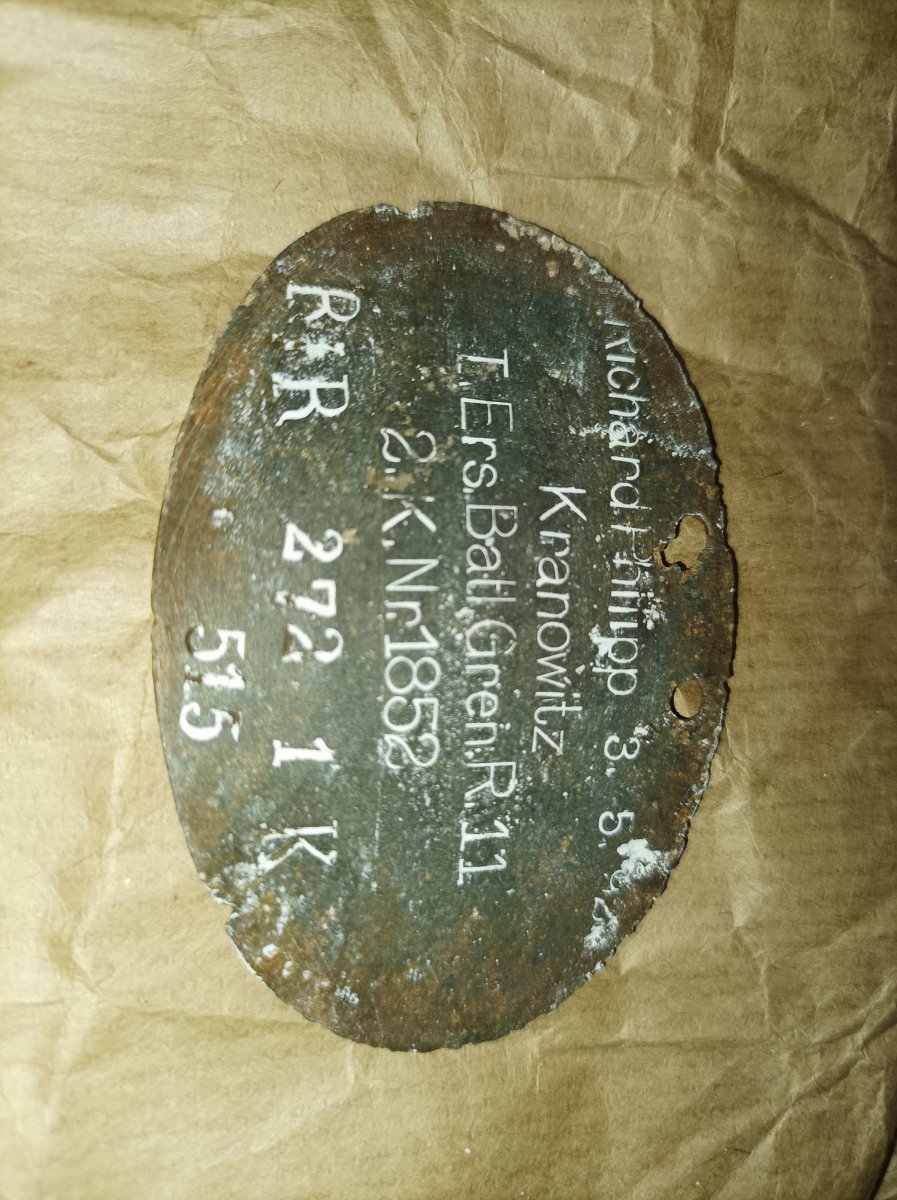 Richard Philipp 3. 5.
Kranowitz
I. Ers. Batl. Gren. R. 11
2. K. Nr. 1852
R I R 272 1 K
515